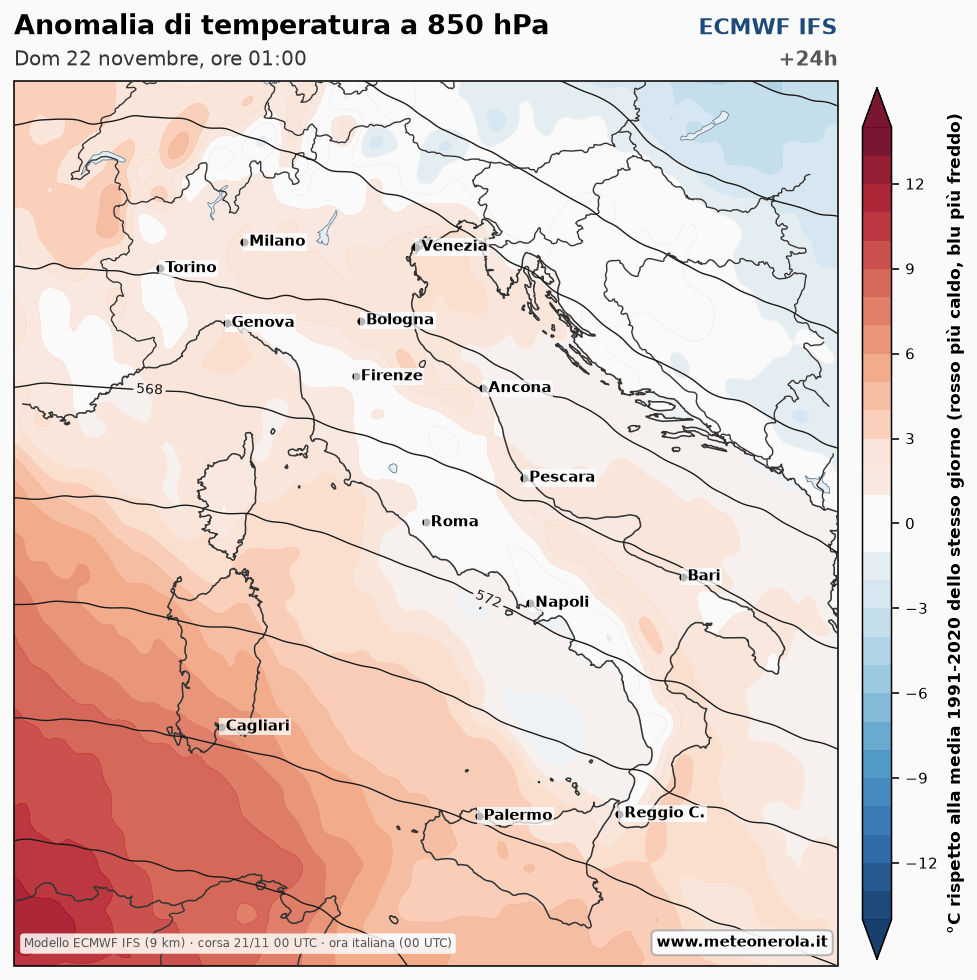 Anomalia di temperatura a 850 hPa
ECMWF IFS
Dom 22 novembre, ore 01:00
+24h
Milano
Venezia
Torino
Genova
Bologna
Firenze
568
Ancona
Pescara
Roma
Bari
572
Napoli
Cagliari
Palermo
Reggio C.
Modello ECMWF IFS (9 km) · corsa 21/11 00 UTC · ora italiana (00 UTC)
www.meteonerola.it
12
9
6
3
0
−3
−6
−9
−12
°C rispetto alla media 1991-2020 dello stesso giorno (rosso più caldo, blu più freddo)